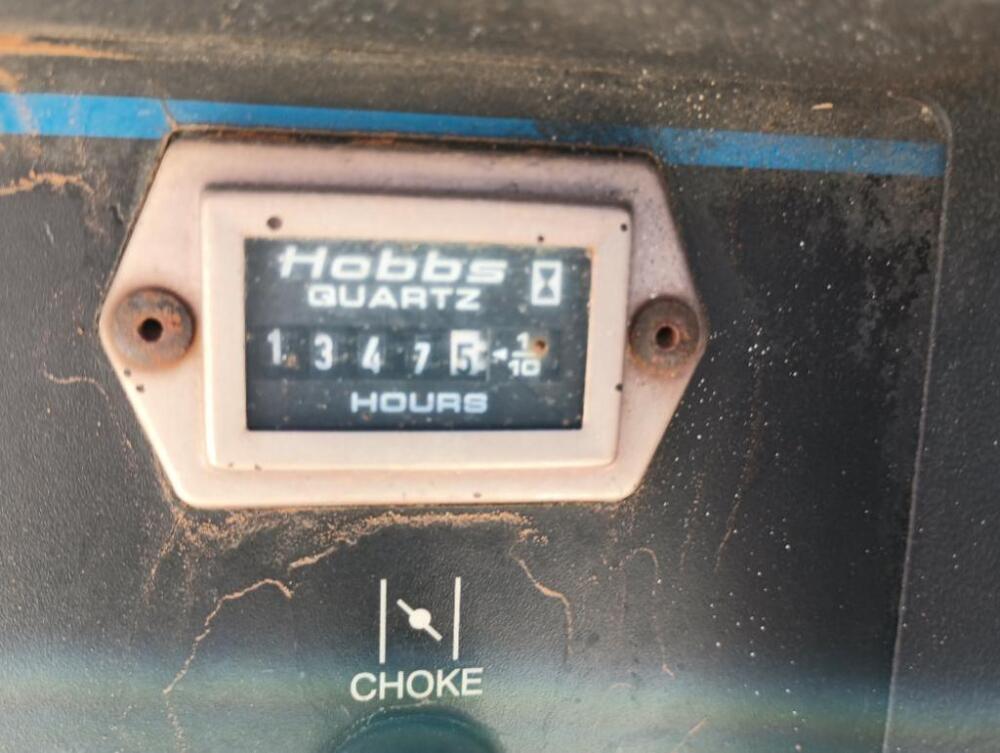 Hobbs
QUARTZ
1 3 4 7 5 1/10
HOURS
CHOKE